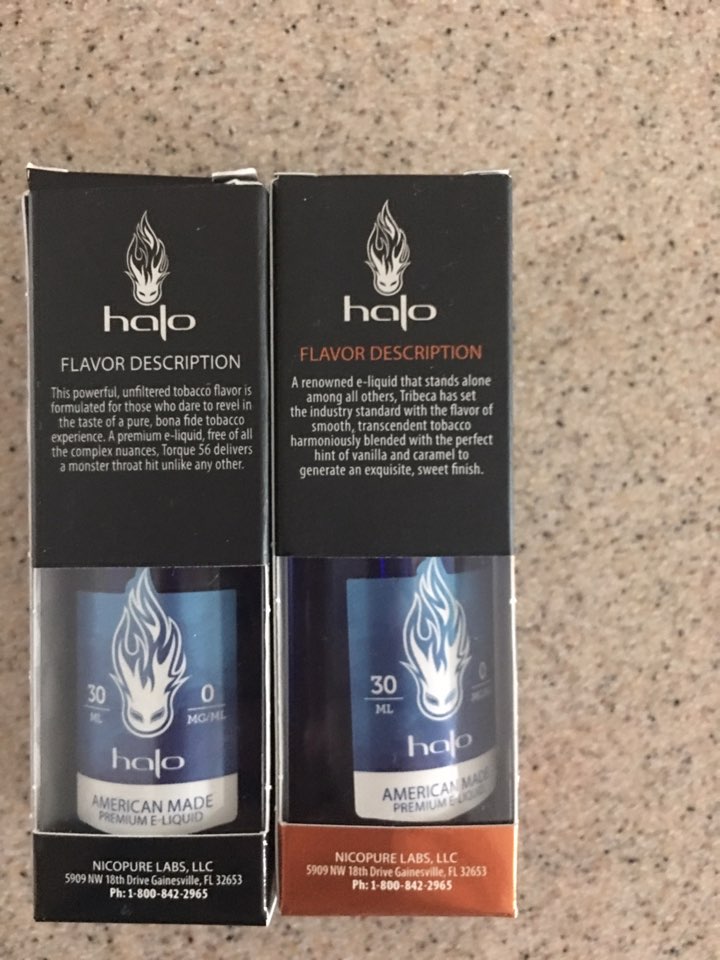 halo
FLAVOR DESCRIPTION
This powerful, unfiltered tobacco flavor is
formulated for those who dare to revel in
the taste of a pure, bona fide tobacco
experience. A premium e-liquid, free of all
the complex nuances, Torque 56 delivers
a monster throat hit unlike any other.
30
ML
0
MG/ML
halo
AMERICAN MADE
PREMIUM E-LIQUID
NICOPURE LABS, LLC
5909 NW 18th Drive Gainesville, FL 32653
Ph: 1-800-842-2965
halo
FLAVOR DESCRIPTION
A renowned e-liquid that stands alone
among all others, Tribeca has set
the industry standard with the flavor of
smooth, transcendent tobacco
harmoniously blended with the perfect
hint of vanilla and caramel to
generate an exquisite, sweet finish.
30
ML
0
MG/ML
halo
AMERICAN MADE
PREMIUM E-LIQUID
NICOPURE LABS, LLC
5909 NW 18th Drive Gainesville, FL 32653
Ph: 1-800-842-2965